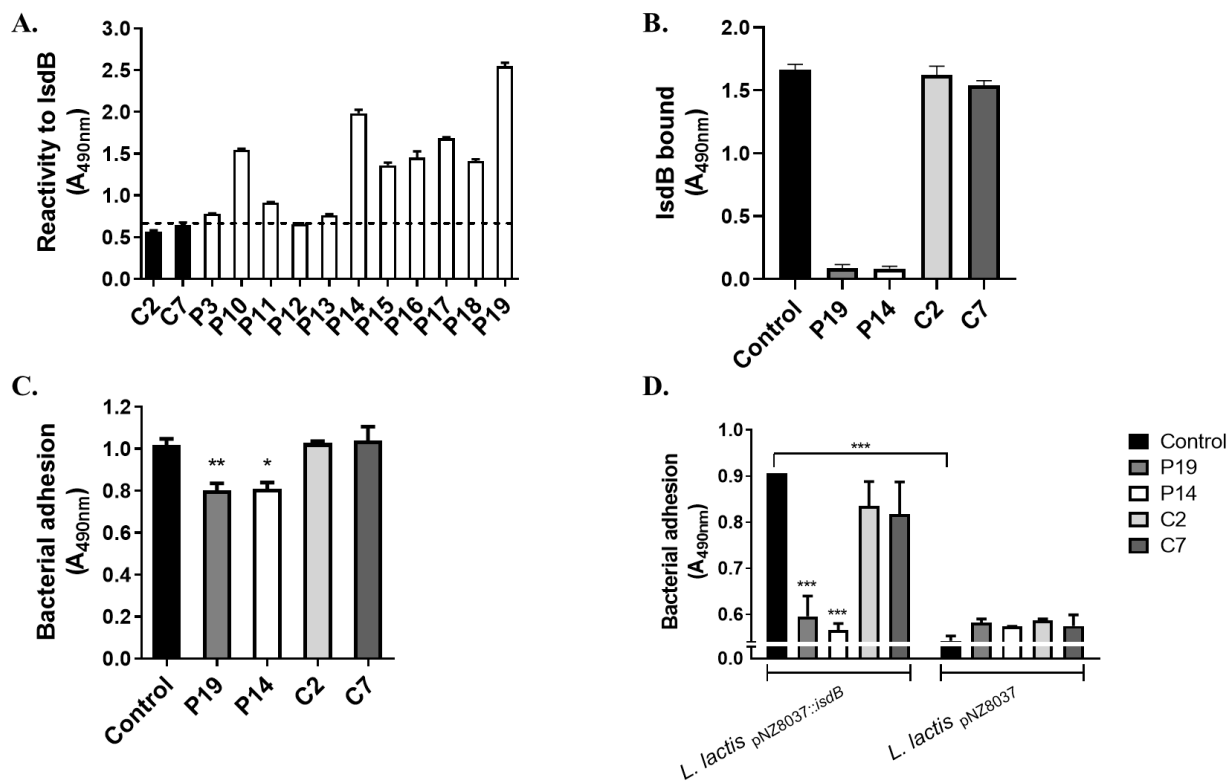 A.
Reactivity to IsdB
(A490nm)
3.0
2.5
2.0
1.5
1.0
0.5
0.0
C2
C7
P3
P10
P11
P12
P13
P14
P15
P16
P17
P18
P19
B.
IsdB bound
(A490nm)
2.0
1.5
1.0
0.5
0.0
Control
P19
P14
C2
C7
C.
Bacterial adhesion
(A490nm)
1.2
1.0
0.8
0.6
0.4
0.2
0.0
**
*
Control
P19
P14
C2
C7
D.
Bacterial adhesion
(A490nm)
1.0
0.9
0.8
0.7
0.6
0.0
***
***
***
L. lactis pNZ8037::isdB
L. lactis pNZ8037
Control
P19
P14
C2
C7